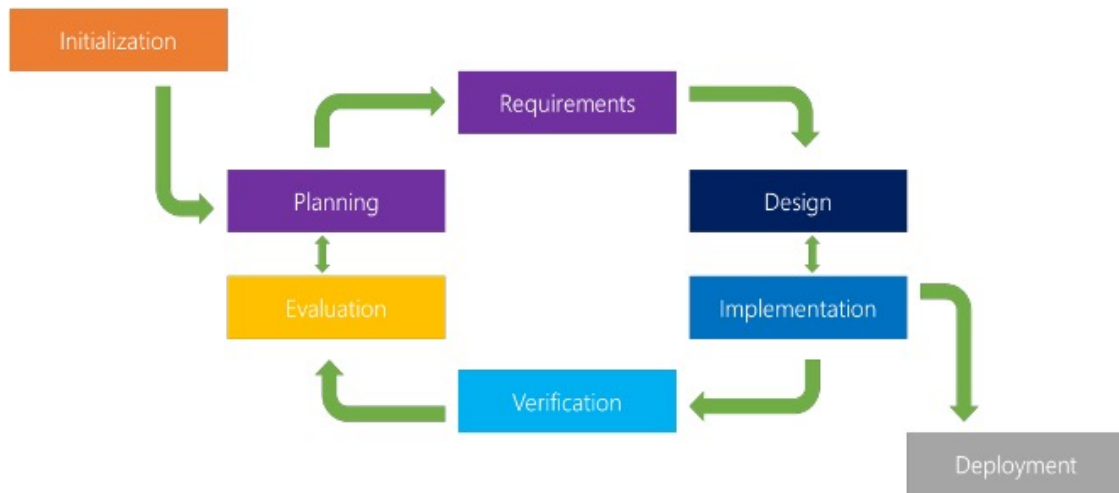 Initialization
Requirements
Planning
Design
Evaluation
Implementation
Verification
Deployment